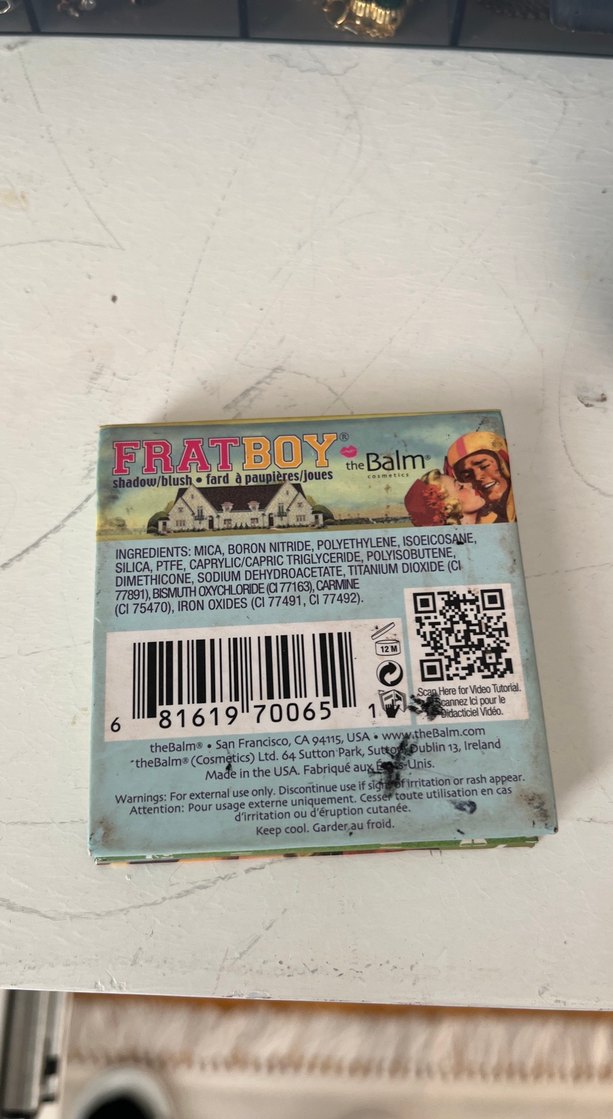 FRATBOY®
shadow/blush • fard à paupières/joues
theBalm®
cosmetics
INGREDIENTS: MICA, BORON NITRIDE, POLYETHYLENE, ISOEICOSANE,
SILICA, PTFE, CAPRYLIC/CAPRIC TRIGLYCERIDE, POLYISOBUTENE,
DIMETHICONE, SODIUM DEHYDROACETATE, TITANIUM DIOXIDE (CI
77891), BISMUTH OXYCHLORIDE (CI 77163), CARMINE
(CI 75470), IRON OXIDES (CI 77491, CI 77492).
12 M
Scan Here for Video Tutorial.
Scannez Ici pour le
Didacticiel Vidéo.
6 81619 70065 1
theBalm® • San Francisco, CA 94115, USA • www.theBalm.com
theBalm® (Cosmetics) Ltd. 64 Sutton Park, Sutton, Dublin 13, Ireland
Made in the USA. Fabriqué aux États-Unis.
Warnings: For external use only. Discontinue use if signs of irritation or rash appear.
Attention: Pour usage externe uniquement. Cesser toute utilisation en cas
d'irritation ou d'éruption cutanée.
Keep cool. Garder au froid.